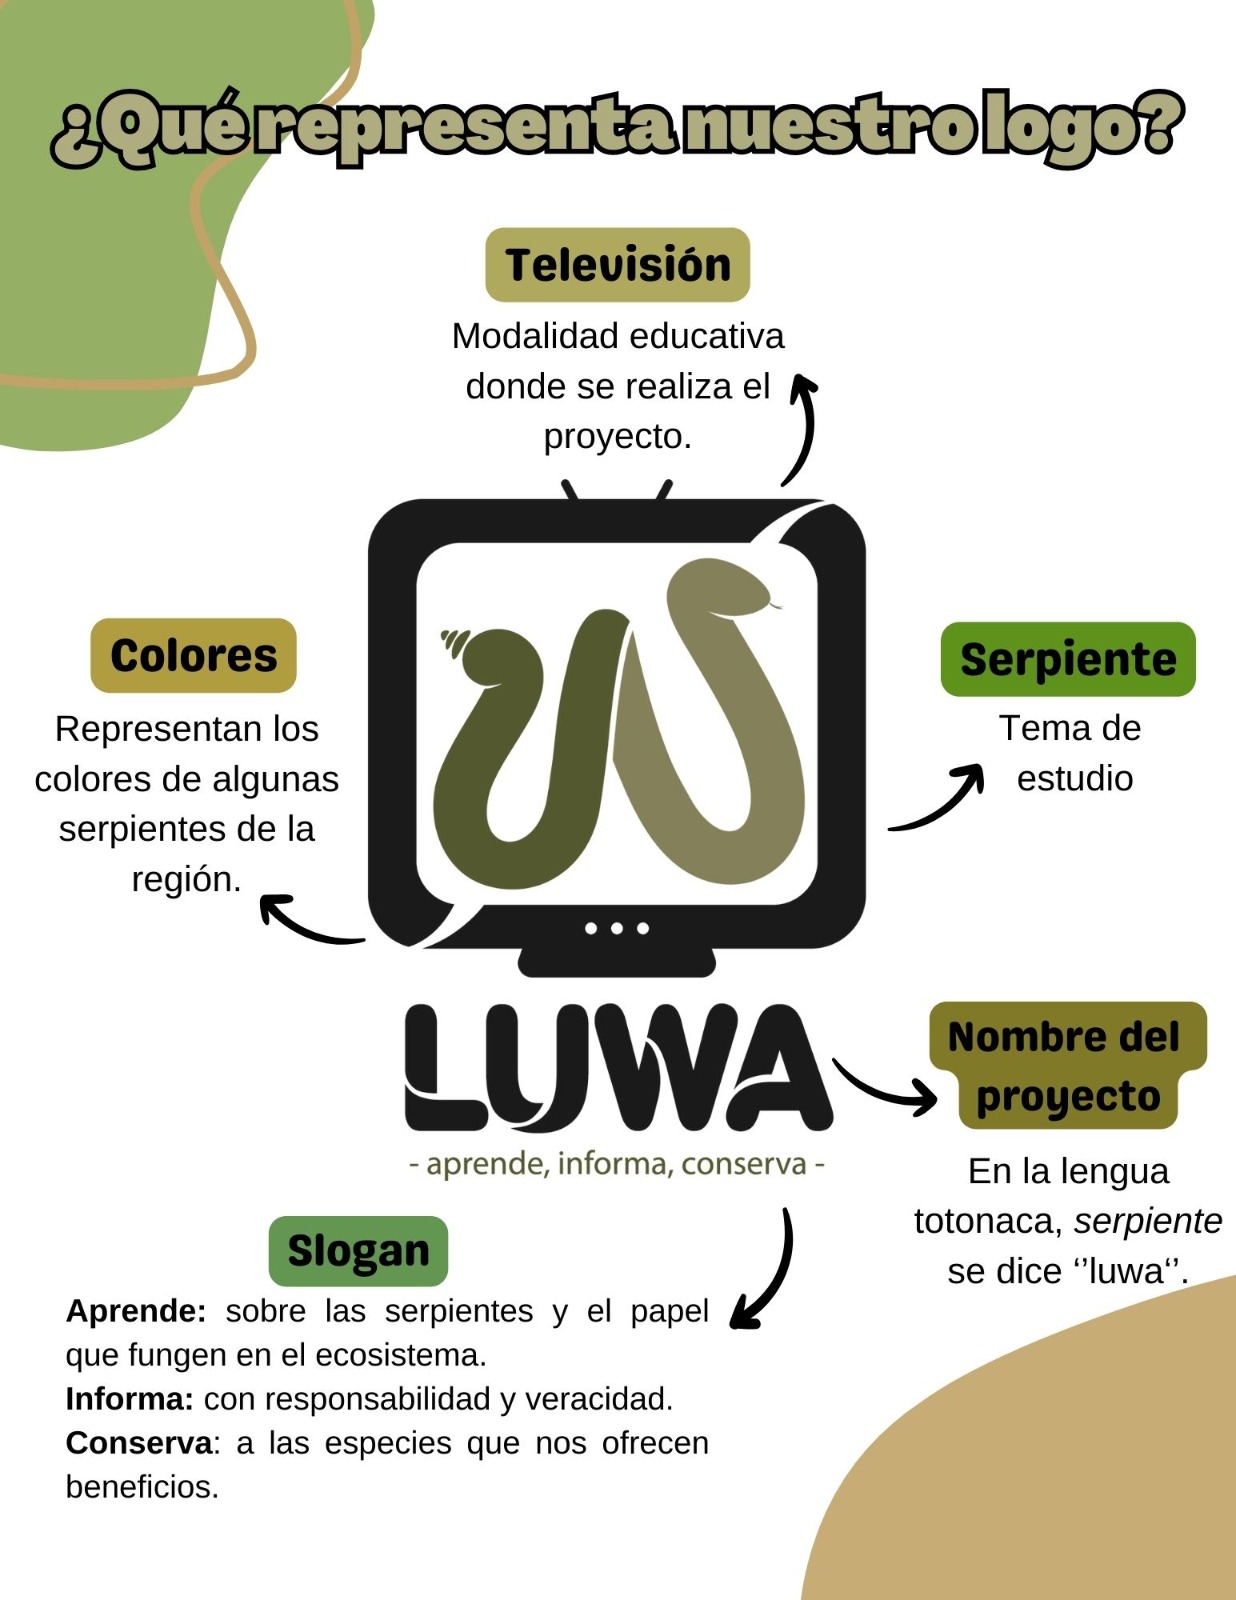 ¿Qué representa nuestro logo?
Televisión
Modalidad educativa
donde se realiza el
proyecto.
Colores
Representan los
colores de algunas
serpientes de la
región.
Serpiente
Tema de
estudio
LUWA
- aprende, informa, conserva -
Nombre del
proyecto
En la lengua
totonaca, serpiente
se dice ‘’luwa‘’.
Slogan
Aprende: sobre las serpientes y el papel
que fungen en el ecosistema.
Informa: con responsabilidad y veracidad.
Conserva: a las especies que nos ofrecen
beneficios.